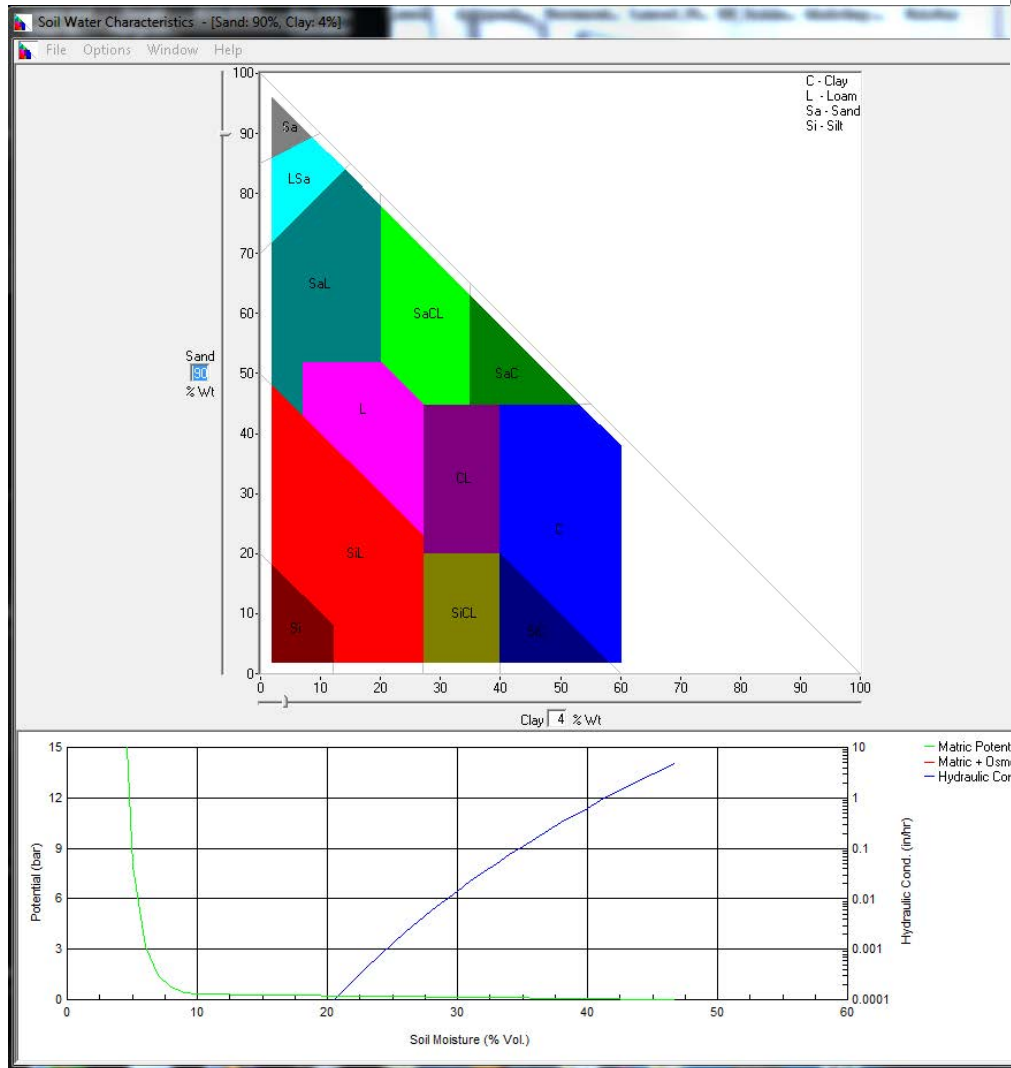 Soil Water Characteristics - [Sand: 90%, Clay: 4%]
File Options Window Help
C - Clay
L - Loam
Sa - Sand
Si - Silt
100
90
80
70
60
50
40
30
20
10
0
Sand
90
% Wt
Sa
LSa
SaL
SaCL
SaC
L
CL
C
SiL
SiCL
Si
SiC
0 10 20 30 40 50 60 70 80 90 100
Clay 4 % Wt
15
12
9
6
3
0
Potential (bar)
0 10 20 30 40 50 60
Soil Moisture (% Vol.)
10
1
0.1
0.01
0.001
0.0001
Hydraulic Cond. (in/hr)
Matric Potent
Matric + Osm
Hydraulic Con